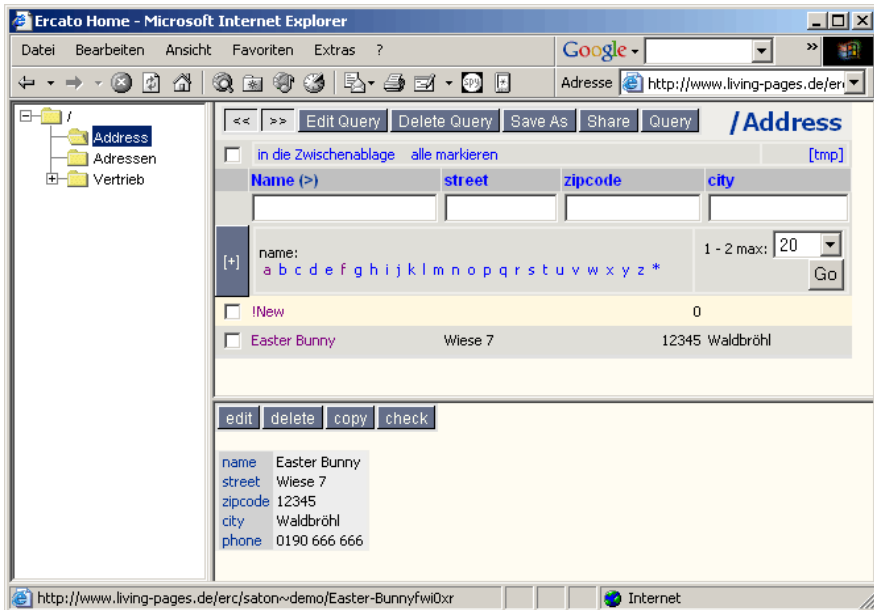 Ercato Home - Microsoft Internet Explorer
Datei Bearbeiten Ansicht Favoriten Extras ?
Google
»
Adresse http://www.living-pages.de/er
/
Address
Adressen
Vertrieb
<< >> Edit Query Delete Query Save As Share Query /Address
in die Zwischenablage alle markieren [tmp]
Name (>) street zipcode city
[+] name: 1 - 2 max: 20
a b c d e f g h i j k l m n o p q r s t u v w x y z *
Go
!New 0
Easter Bunny Wiese 7 12345 Waldbröhl
edit delete copy check
name Easter Bunny
street Wiese 7
zipcode 12345
city Waldbröhl
phone 0190 666 666
http://www.living-pages.de/erc/saton~demo/Easter-Bunnyfwi0xr Internet